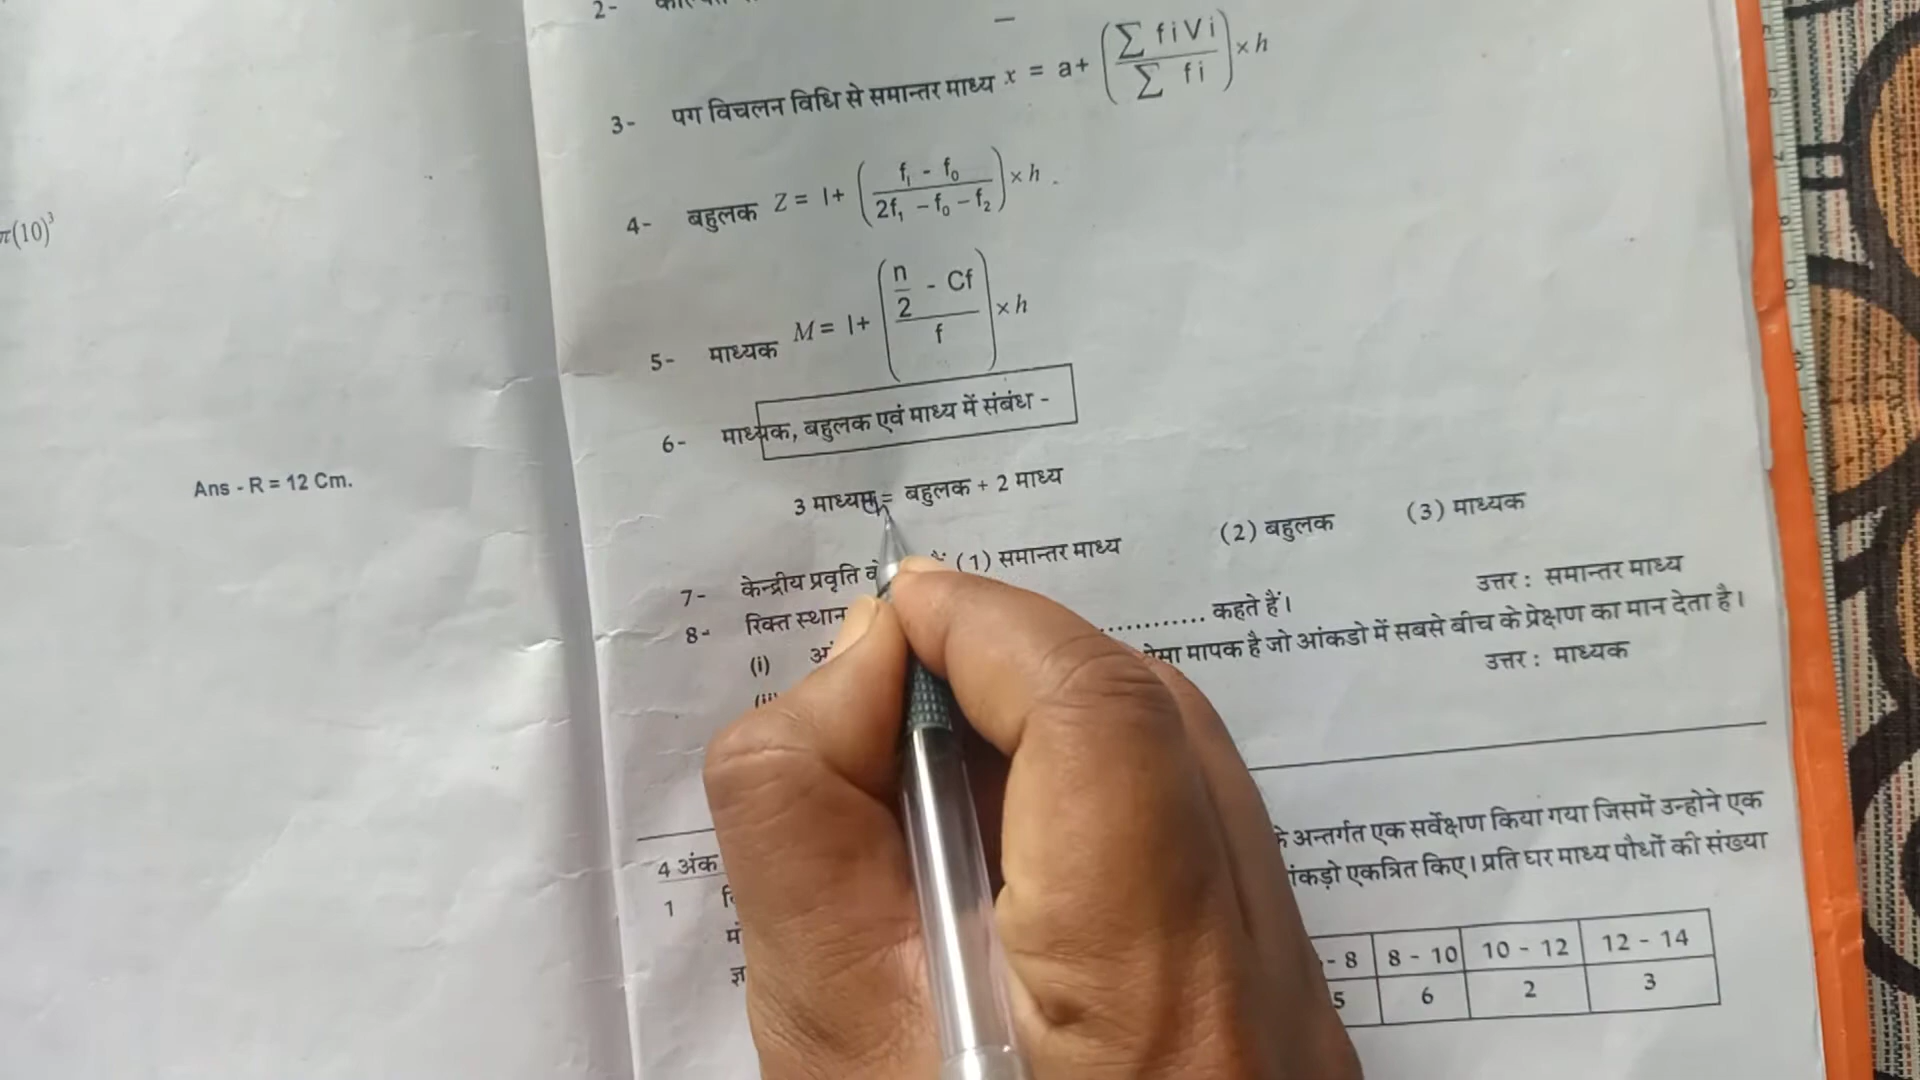 2-
3- पग विचलन विधि से समान्तर माध्य x = a+ (∑ fiVi / ∑ fi) × h
4- बहुलक Z = l+ (f₁ - f₀ / 2f₁ - f₀ - f₂) × h
5- माध्यक M = l+ (n/2 - Cf / f) × h
6- माध्यक, बहुलक एवं माध्य में संबंध -
3 माध्यक = बहुलक + 2 माध्य
7- केन्द्रीय प्रवृति (1) समान्तर माध्य (2) बहुलक (3) माध्यक
8- रिक्त स्थान
(i) ............ कहते हैं। उत्तर : समान्तर माध्य
(ii) मापक है जो आंकडो में सबसे बीच के प्रेक्षण का मान देता है।
उत्तर : माध्यक
4 अंक
1 के अन्तर्गत एक सर्वेक्षण किया गया जिसमें उन्होने एक
एकत्रित किए। प्रति घर माध्य पौधों की संख्या
- 8 8 - 10 10 - 12 12 - 14
5 6 2 3
π(10)³
Ans - R = 12 Cm.